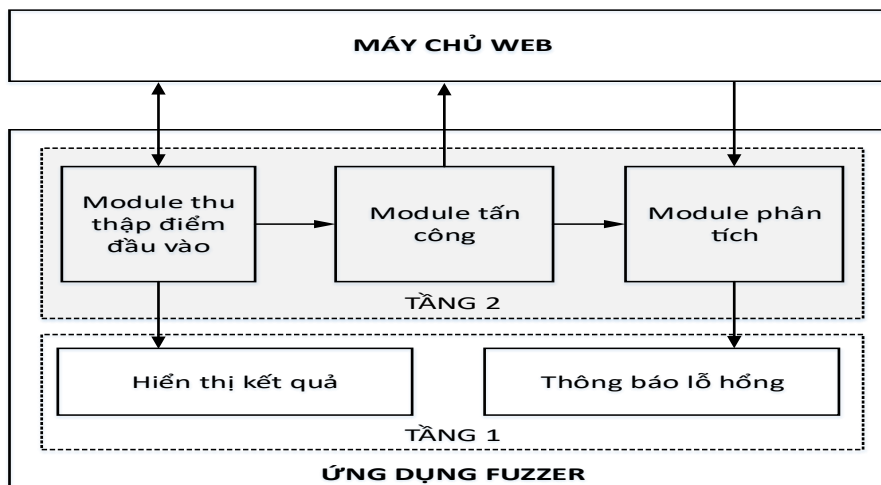 MÁY CHỦ WEB
Module thu
thập điểm
đầu vào
Module tấn
công
Module phân
tích
TẦNG 2
Hiển thị kết quả
Thông báo lỗ hổng
TẦNG 1
ỨNG DỤNG FUZZER